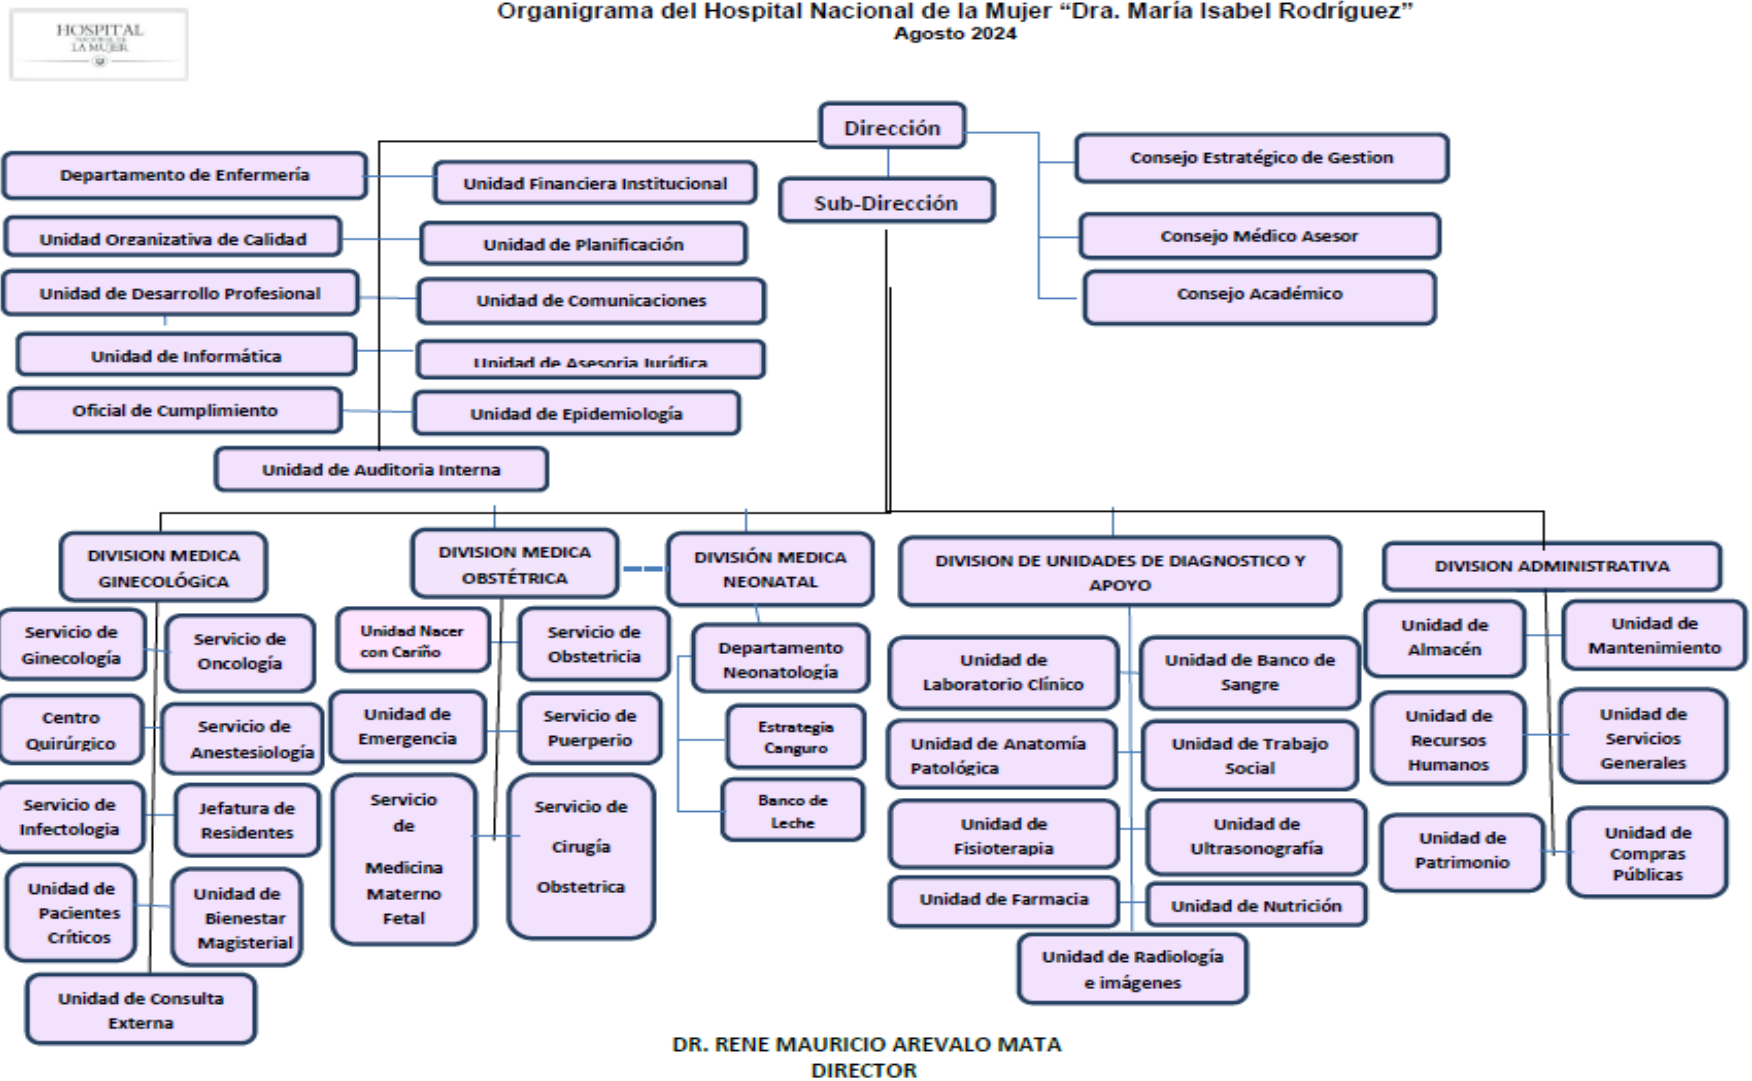 Organigrama del Hospital Nacional de la Mujer “Dra. María Isabel Rodríguez”
Agosto 2024
HOSPITAL
NACIONAL DE
LA MUJER
Dirección
Sub-Dirección
Consejo Estratégico de Gestion
Consejo Médico Asesor
Consejo Académico
Departamento de Enfermería
Unidad Financiera Institucional
Unidad Organizativa de Calidad
Unidad de Planificación
Unidad de Desarrollo Profesional
Unidad de Comunicaciones
Unidad de Informática
Unidad de Asesoria Jurídica
Oficial de Cumplimiento
Unidad de Epidemiología
Unidad de Auditoria Interna
DIVISION MEDICA
GINECOLÓGiCA
Servicio de
Ginecología
Servicio de
Oncología
Centro
Quirúrgico
Servicio de
Anestesiología
Servicio de
Infectologia
Jefatura de
Residentes
Unidad de
Pacientes
Críticos
Unidad de
Bienestar
Magisterial
Unidad de Consulta
Externa
DIVISION MEDICA
OBSTÉTRICA
Unidad Nacer
con Cariño
Servicio de
Obstetricia
Unidad de
Emergencia
Servicio de
Puerperio
Servicio
de
Medicina
Materno
Fetal
Servicio de
Cirugía
Obstetrica
DIVISIÓN MEDICA
NEONATAL
Departamento
Neonatología
Estrategia
Canguro
Banco de
Leche
DIVISION DE UNIDADES DE DIAGNOSTICO Y
APOYO
Unidad de
Laboratorio Clínico
Unidad de Banco de
Sangre
Unidad de Anatomía
Patológica
Unidad de Trabajo
Social
Unidad de
Fisioterapia
Unidad de
Ultrasonografía
Unidad de Farmacia
Unidad de Nutrición
Unidad de Radiología
e imágenes
DIVISION ADMINISTRATIVA
Unidad de
Almacén
Unidad de
Mantenimiento
Unidad de
Recursos
Humanos
Unidad de
Servicios
Generales
Unidad de
Patrimonio
Unidad de
Compras
Públicas
DR. RENE MAURICIO AREVALO MATA
DIRECTOR